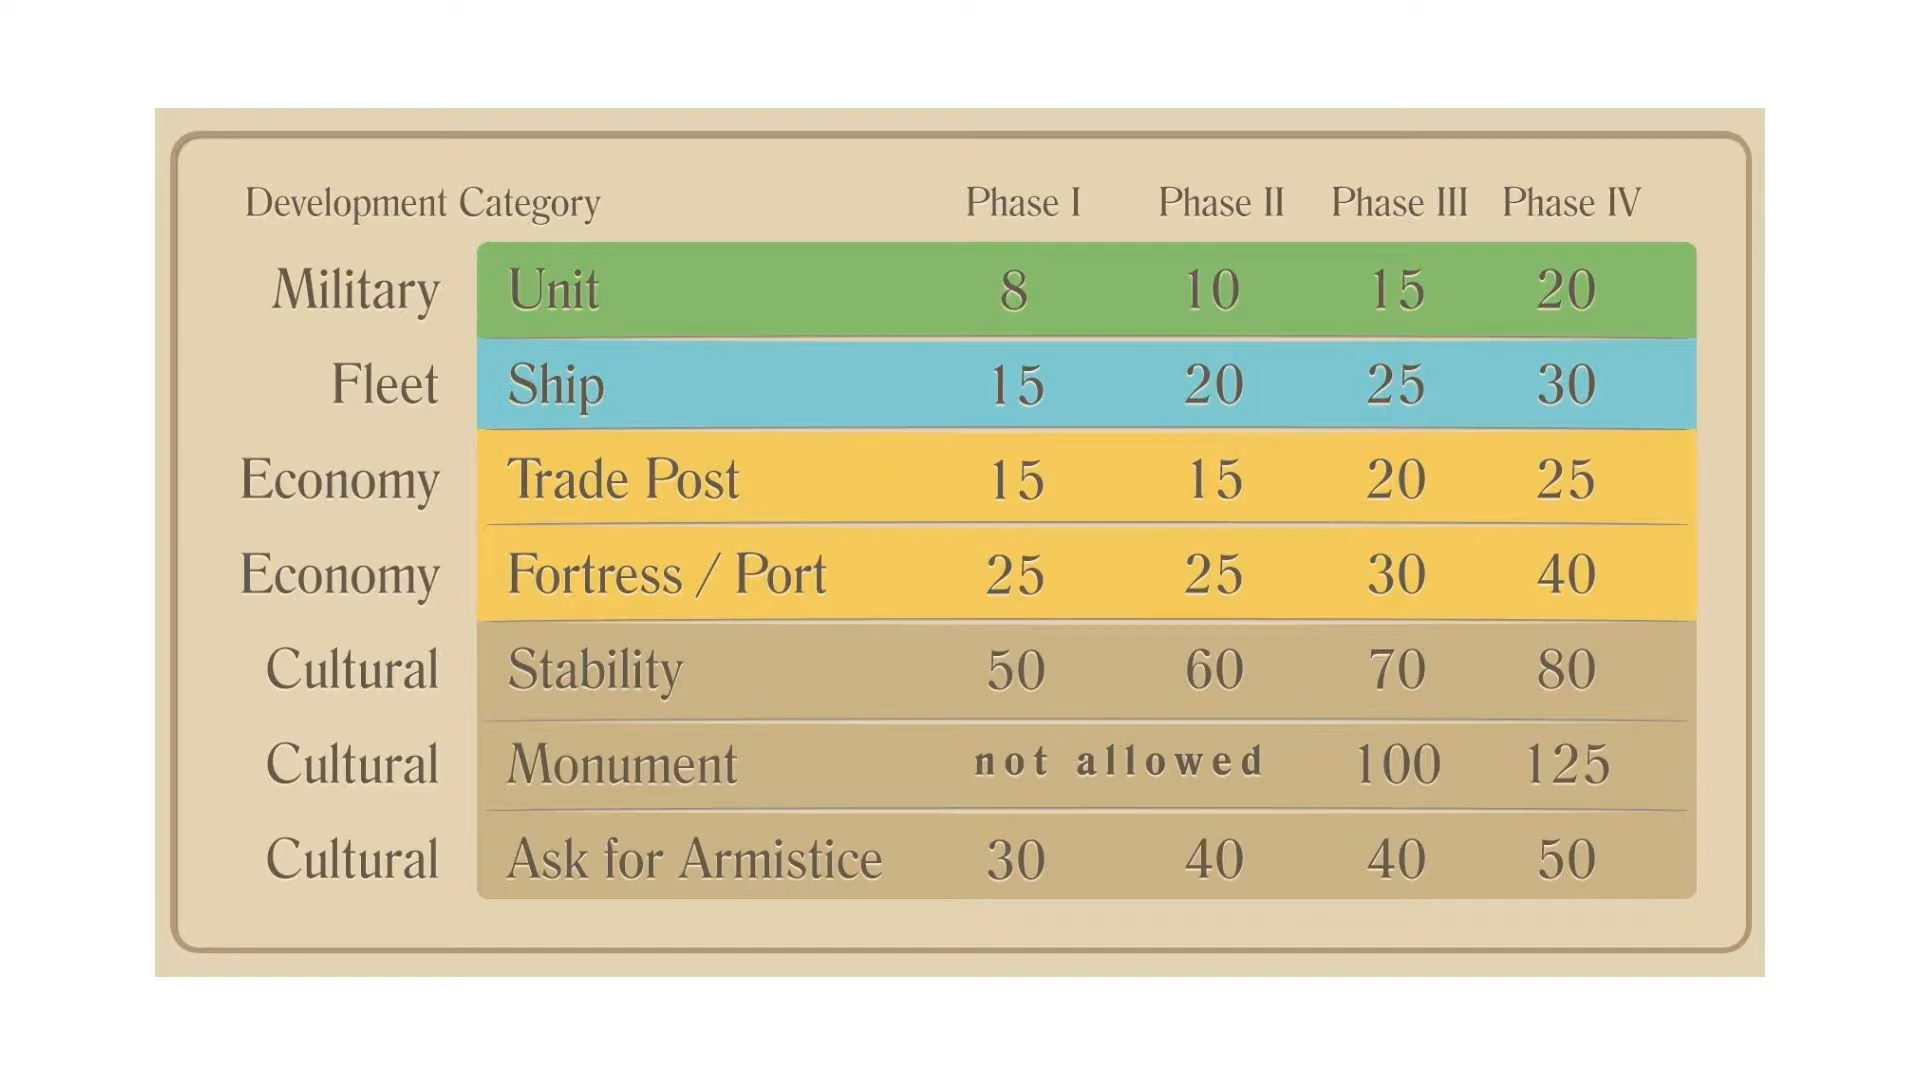 Development Category Phase I Phase II Phase III Phase IV
Military Unit 8 10 15 20
Fleet Ship 15 20 25 30
Economy Trade Post 15 15 20 25
Economy Fortress / Port 25 25 30 40
Cultural Stability 50 60 70 80
Cultural Monument not allowed 100 125
Cultural Ask for Armistice 30 40 40 50